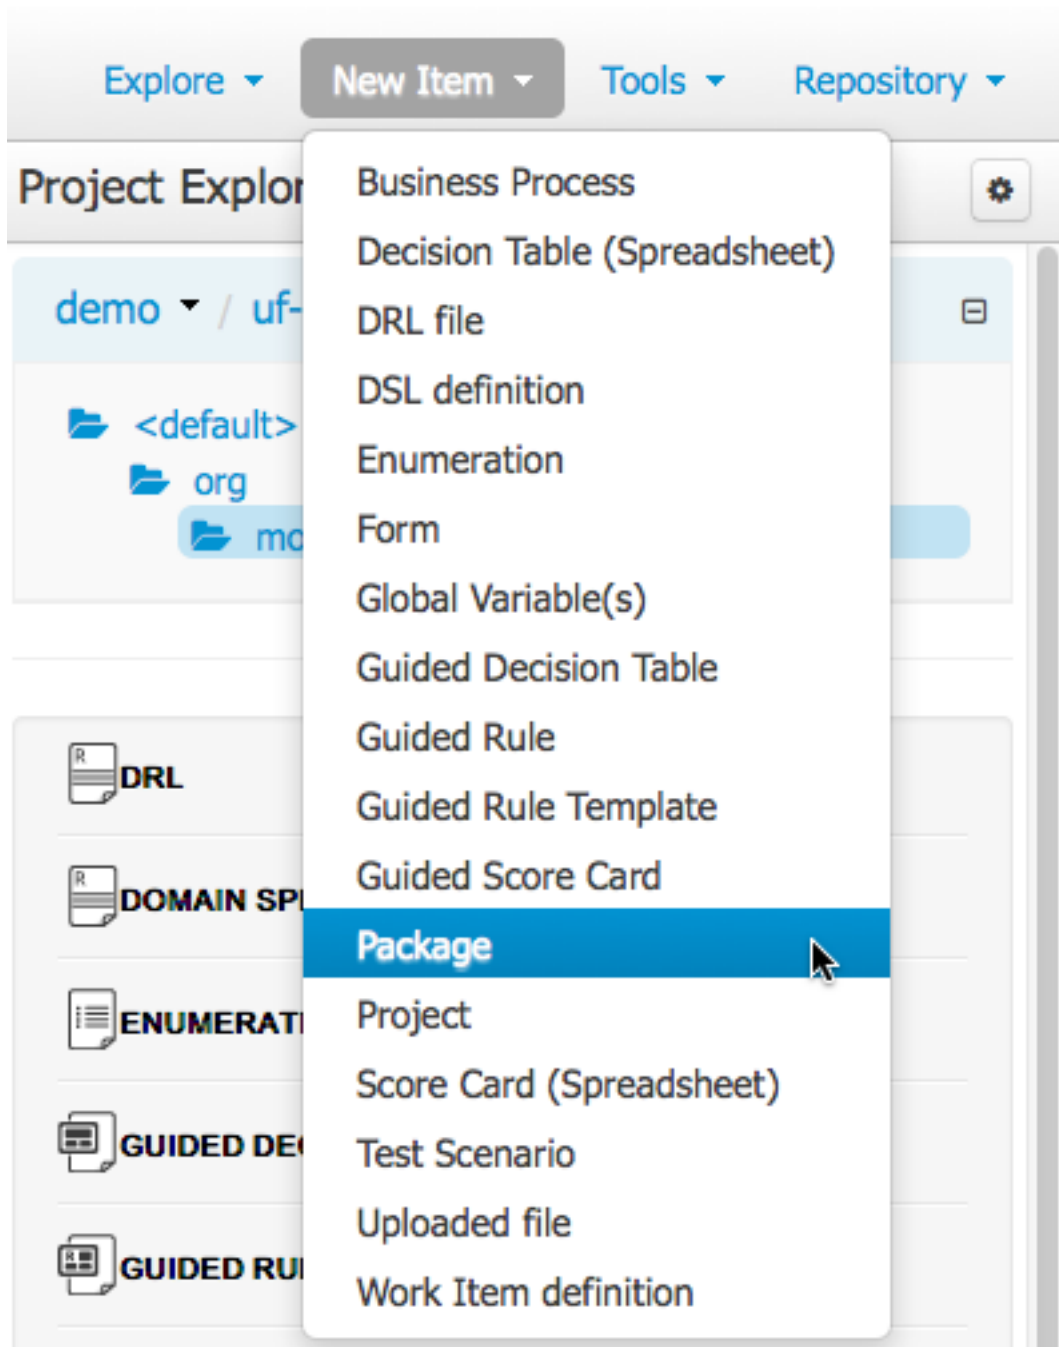 Explore New Item Tools Repository
Project Explor
demo / uf-
<default>
org
mo
Business Process
Decision Table (Spreadsheet)
DRL file
DSL definition
Enumeration
Form
Global Variable(s)
Guided Decision Table
Guided Rule
Guided Rule Template
Guided Score Card
Package
Project
Score Card (Spreadsheet)
Test Scenario
Uploaded file
Work Item definition
DRL
DOMAIN SP
ENUMERATI
GUIDED DE
GUIDED RU